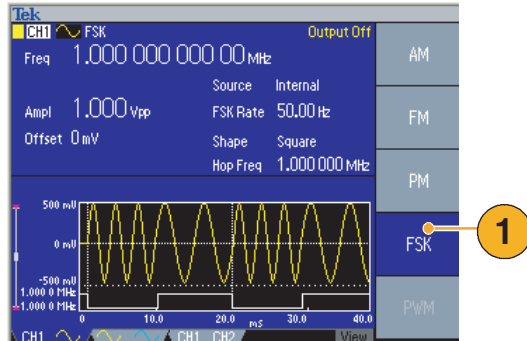 Tek
CH1 FSK Output Off
Freq 1.000 000 000 00 MHz
Source Internal
Ampl 1.000 Vpp FSK Rate 50.00 Hz
Offset 0 mV
Shape Square
Hop Freq 1.000 000 MHz
AM
FM
PM
FSK
PWM
1
500 mV
0 mV
-500 mV
1.000 0 MHz
1.000 0 MHz
0 10.0 20.0 ms 30.0 40.0
CH1 CH1 CH2 View